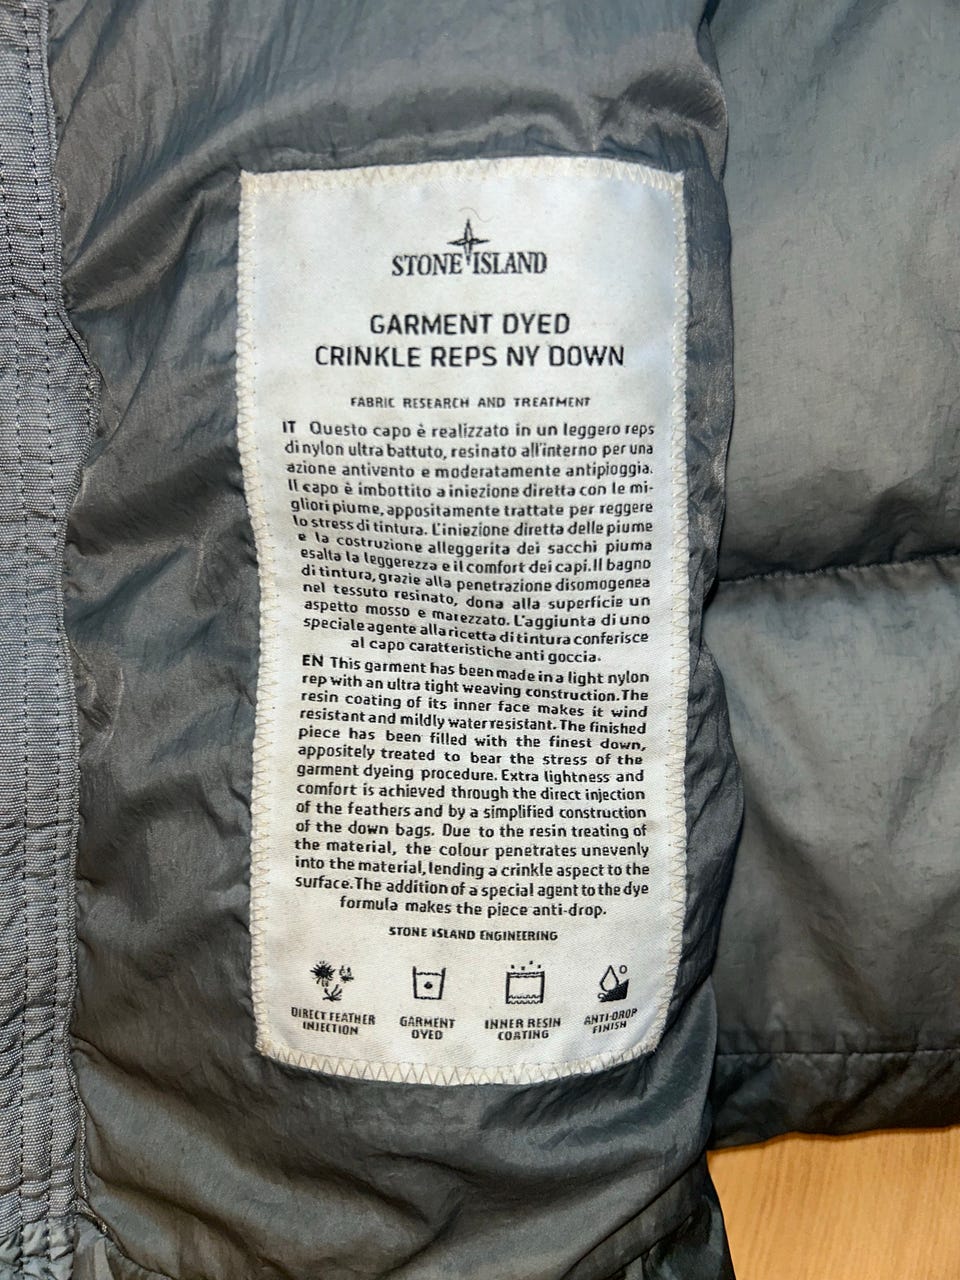 STONE ISLAND
GARMENT DYED
CRINKLE REPS NY DOWN
FABRIC RESEARCH AND TREATMENT
IT Questo capo è realizzato in un leggero reps
di nylon ultra battuto, resinato all'interno per una
azione antivento e moderatamente antipioggia.
Il capo è imbottito a iniezione diretta con le mi-
gliori piume, appositamente trattate per reggere
lo stress di tintura. L'iniezione diretta delle piume
e la costruzione alleggerita dei sacchi piuma
esalta la leggerezza e il comfort dei capi. Il bagno
di tintura, grazie alla penetrazione disomogenea
nel tessuto resinato, dona alla superficie un
aspetto mosso e marezzato. L'aggiunta di uno
speciale agente alla ricetta di tintura conferisce
al capo caratteristiche anti goccia.
EN This garment has been made in a light nylon
rep with an ultra tight weaving construction. The
resin coating of its inner face makes it wind
resistant and mildly water resistant. The finished
piece has been filled with the finest down,
appositely treated to bear the stress of the
garment dyeing procedure. Extra lightness and
comfort is achieved through the direct injection
of the feathers and by a simplified construction
of the down bags. Due to the resin treating of
the material, the colour penetrates unevenly
into the material, lending a crinkle aspect to the
surface. The addition of a special agent to the dye
formula makes the piece anti-drop.
STONE ISLAND ENGINEERING
DIRECT FEATHER
INJECTION
GARMENT
DYED
INNER RESIN
COATING
ANTI-DROP
FINISH